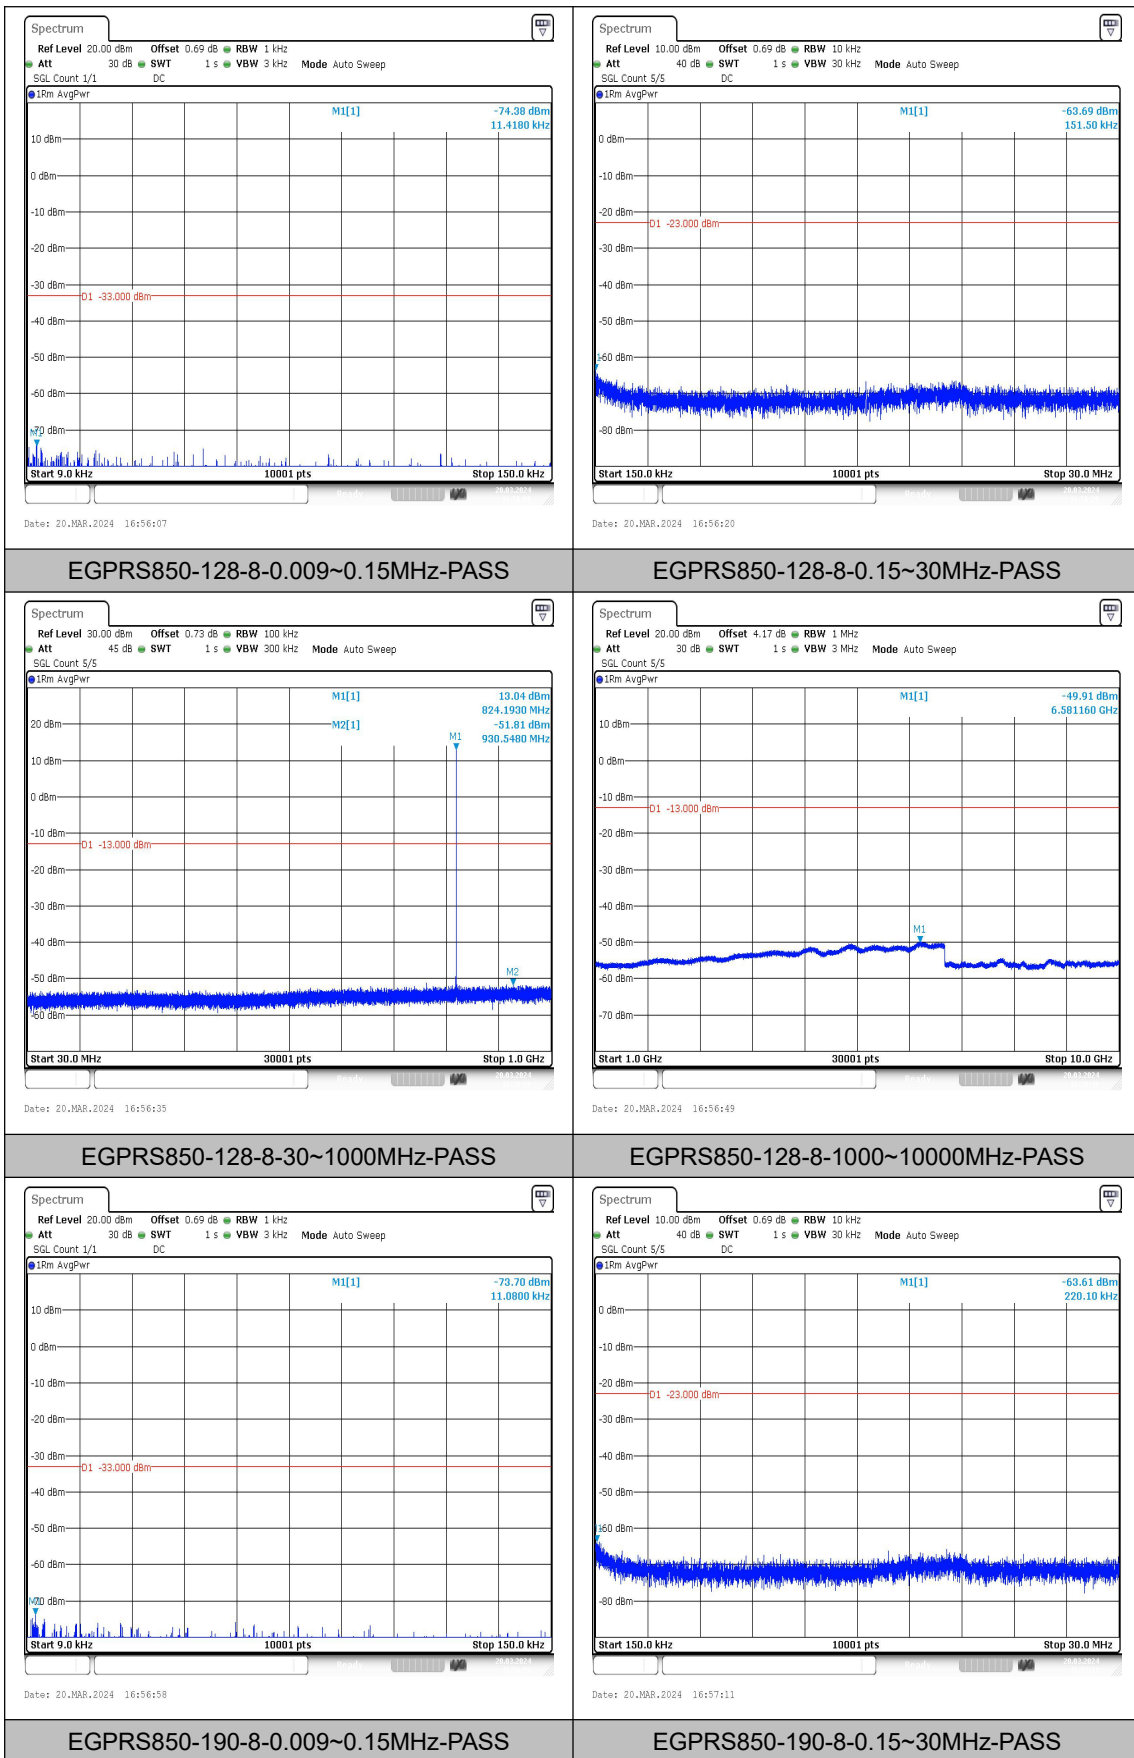 Spectrum
Ref Level 20.00 dBm Offset 0.69 dB RBW 1 kHz
Att 30 dB SWT 1 s VBW 3 kHz Mode Auto Sweep
SGL Count 1/1 DC
1Rm AvgPwr
M1[1] -74.38 dBm
11.4180 kHz
10 dBm
0 dBm
-10 dBm
-20 dBm
-30 dBm
D1 -33.000 dBm
-40 dBm
-50 dBm
-60 dBm
-70 dBm
M1
Start 9.0 kHz 10001 pts Stop 150.0 kHz
Date: 20.MAR.2024 16:56:07
Spectrum
Ref Level 10.00 dBm Offset 0.69 dB RBW 10 kHz
Att 40 dB SWT 1 s VBW 30 kHz Mode Auto Sweep
SGL Count 5/5 DC
1Rm AvgPwr
M1[1] -63.69 dBm
151.50 kHz
0 dBm
-10 dBm
-20 dBm
D1 -23.000 dBm
-30 dBm
-40 dBm
-50 dBm
-60 dBm
-80 dBm
Start 150.0 kHz 10001 pts Stop 30.0 MHz
Date: 20.MAR.2024 16:56:20
EGPRS850-128-8-0.009~0.15MHz-PASS
EGPRS850-128-8-0.15~30MHz-PASS
Spectrum
Ref Level 30.00 dBm Offset 0.73 dB RBW 100 kHz
Att 45 dB SWT 1 s VBW 300 kHz Mode Auto Sweep
SGL Count 5/5
1Rm AvgPwr
M1[1] 13.04 dBm
824.1930 MHz
M2[1] -51.81 dBm
930.5480 MHz
20 dBm
M1
10 dBm
0 dBm
-10 dBm
D1 -13.000 dBm
-20 dBm
-30 dBm
-40 dBm
-50 dBm
M2
-60 dBm
Start 30.0 MHz 30001 pts Stop 1.0 GHz
Date: 20.MAR.2024 16:56:35
Spectrum
Ref Level 20.00 dBm Offset 4.17 dB RBW 1 MHz
Att 30 dB SWT 1 s VBW 3 MHz Mode Auto Sweep
SGL Count 5/5
1Rm AvgPwr
M1[1] -49.91 dBm
6.581160 GHz
10 dBm
0 dBm
-10 dBm
D1 -13.000 dBm
-20 dBm
-30 dBm
-40 dBm
M1
-50 dBm
-60 dBm
-70 dBm
Start 1.0 GHz 30001 pts Stop 10.0 GHz
Date: 20.MAR.2024 16:56:49
EGPRS850-128-8-30~1000MHz-PASS
EGPRS850-128-8-1000~10000MHz-PASS
Spectrum
Ref Level 20.00 dBm Offset 0.69 dB RBW 1 kHz
Att 30 dB SWT 1 s VBW 3 kHz Mode Auto Sweep
SGL Count 1/1 DC
1Rm AvgPwr
M1[1] -73.70 dBm
11.0800 kHz
10 dBm
0 dBm
-10 dBm
-20 dBm
-30 dBm
D1 -33.000 dBm
-40 dBm
-50 dBm
-60 dBm
-70 dBm
Start 9.0 kHz 10001 pts Stop 150.0 kHz
Date: 20.MAR.2024 16:56:58
Spectrum
Ref Level 10.00 dBm Offset 0.69 dB RBW 10 kHz
Att 40 dB SWT 1 s VBW 30 kHz Mode Auto Sweep
SGL Count 5/5 DC
1Rm AvgPwr
M1[1] -63.61 dBm
220.10 kHz
0 dBm
-10 dBm
-20 dBm
D1 -23.000 dBm
-30 dBm
-40 dBm
-50 dBm
-60 dBm
-80 dBm
Start 150.0 kHz 10001 pts Stop 30.0 MHz
Date: 20.MAR.2024 16:57:11
EGPRS850-190-8-0.009~0.15MHz-PASS
EGPRS850-190-8-0.15~30MHz-PASS